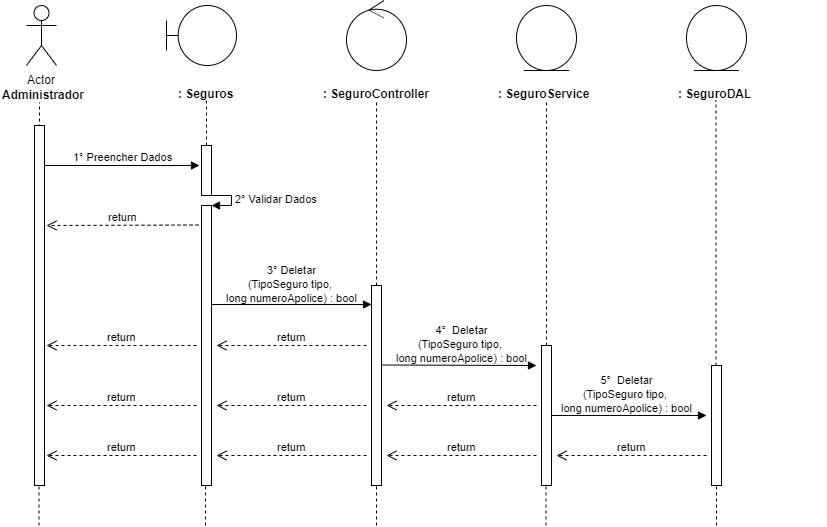 Actor
Administrador
: Seguros
: SeguroController
: SeguroService
: SeguroDAL
1° Preencher Dados
2° Validar Dados
return
3° Deletar
(TipoSeguro tipo,
long numeroApolice) : bool
return
return
4° Deletar
(TipoSeguro tipo,
long numeroApolice) : bool
return
return
return
5° Deletar
(TipoSeguro tipo,
long numeroApolice) : bool
return
return
return
return